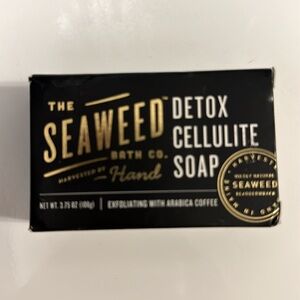 THE
SEAWEED™
BATH CO.
HARVESTED BY Hand
DETOX
CELLULITE
SOAP
NET WT. 3.75 OZ (106g) | EXFOLIATING WITH ARABICA COFFEE
SEAWEED